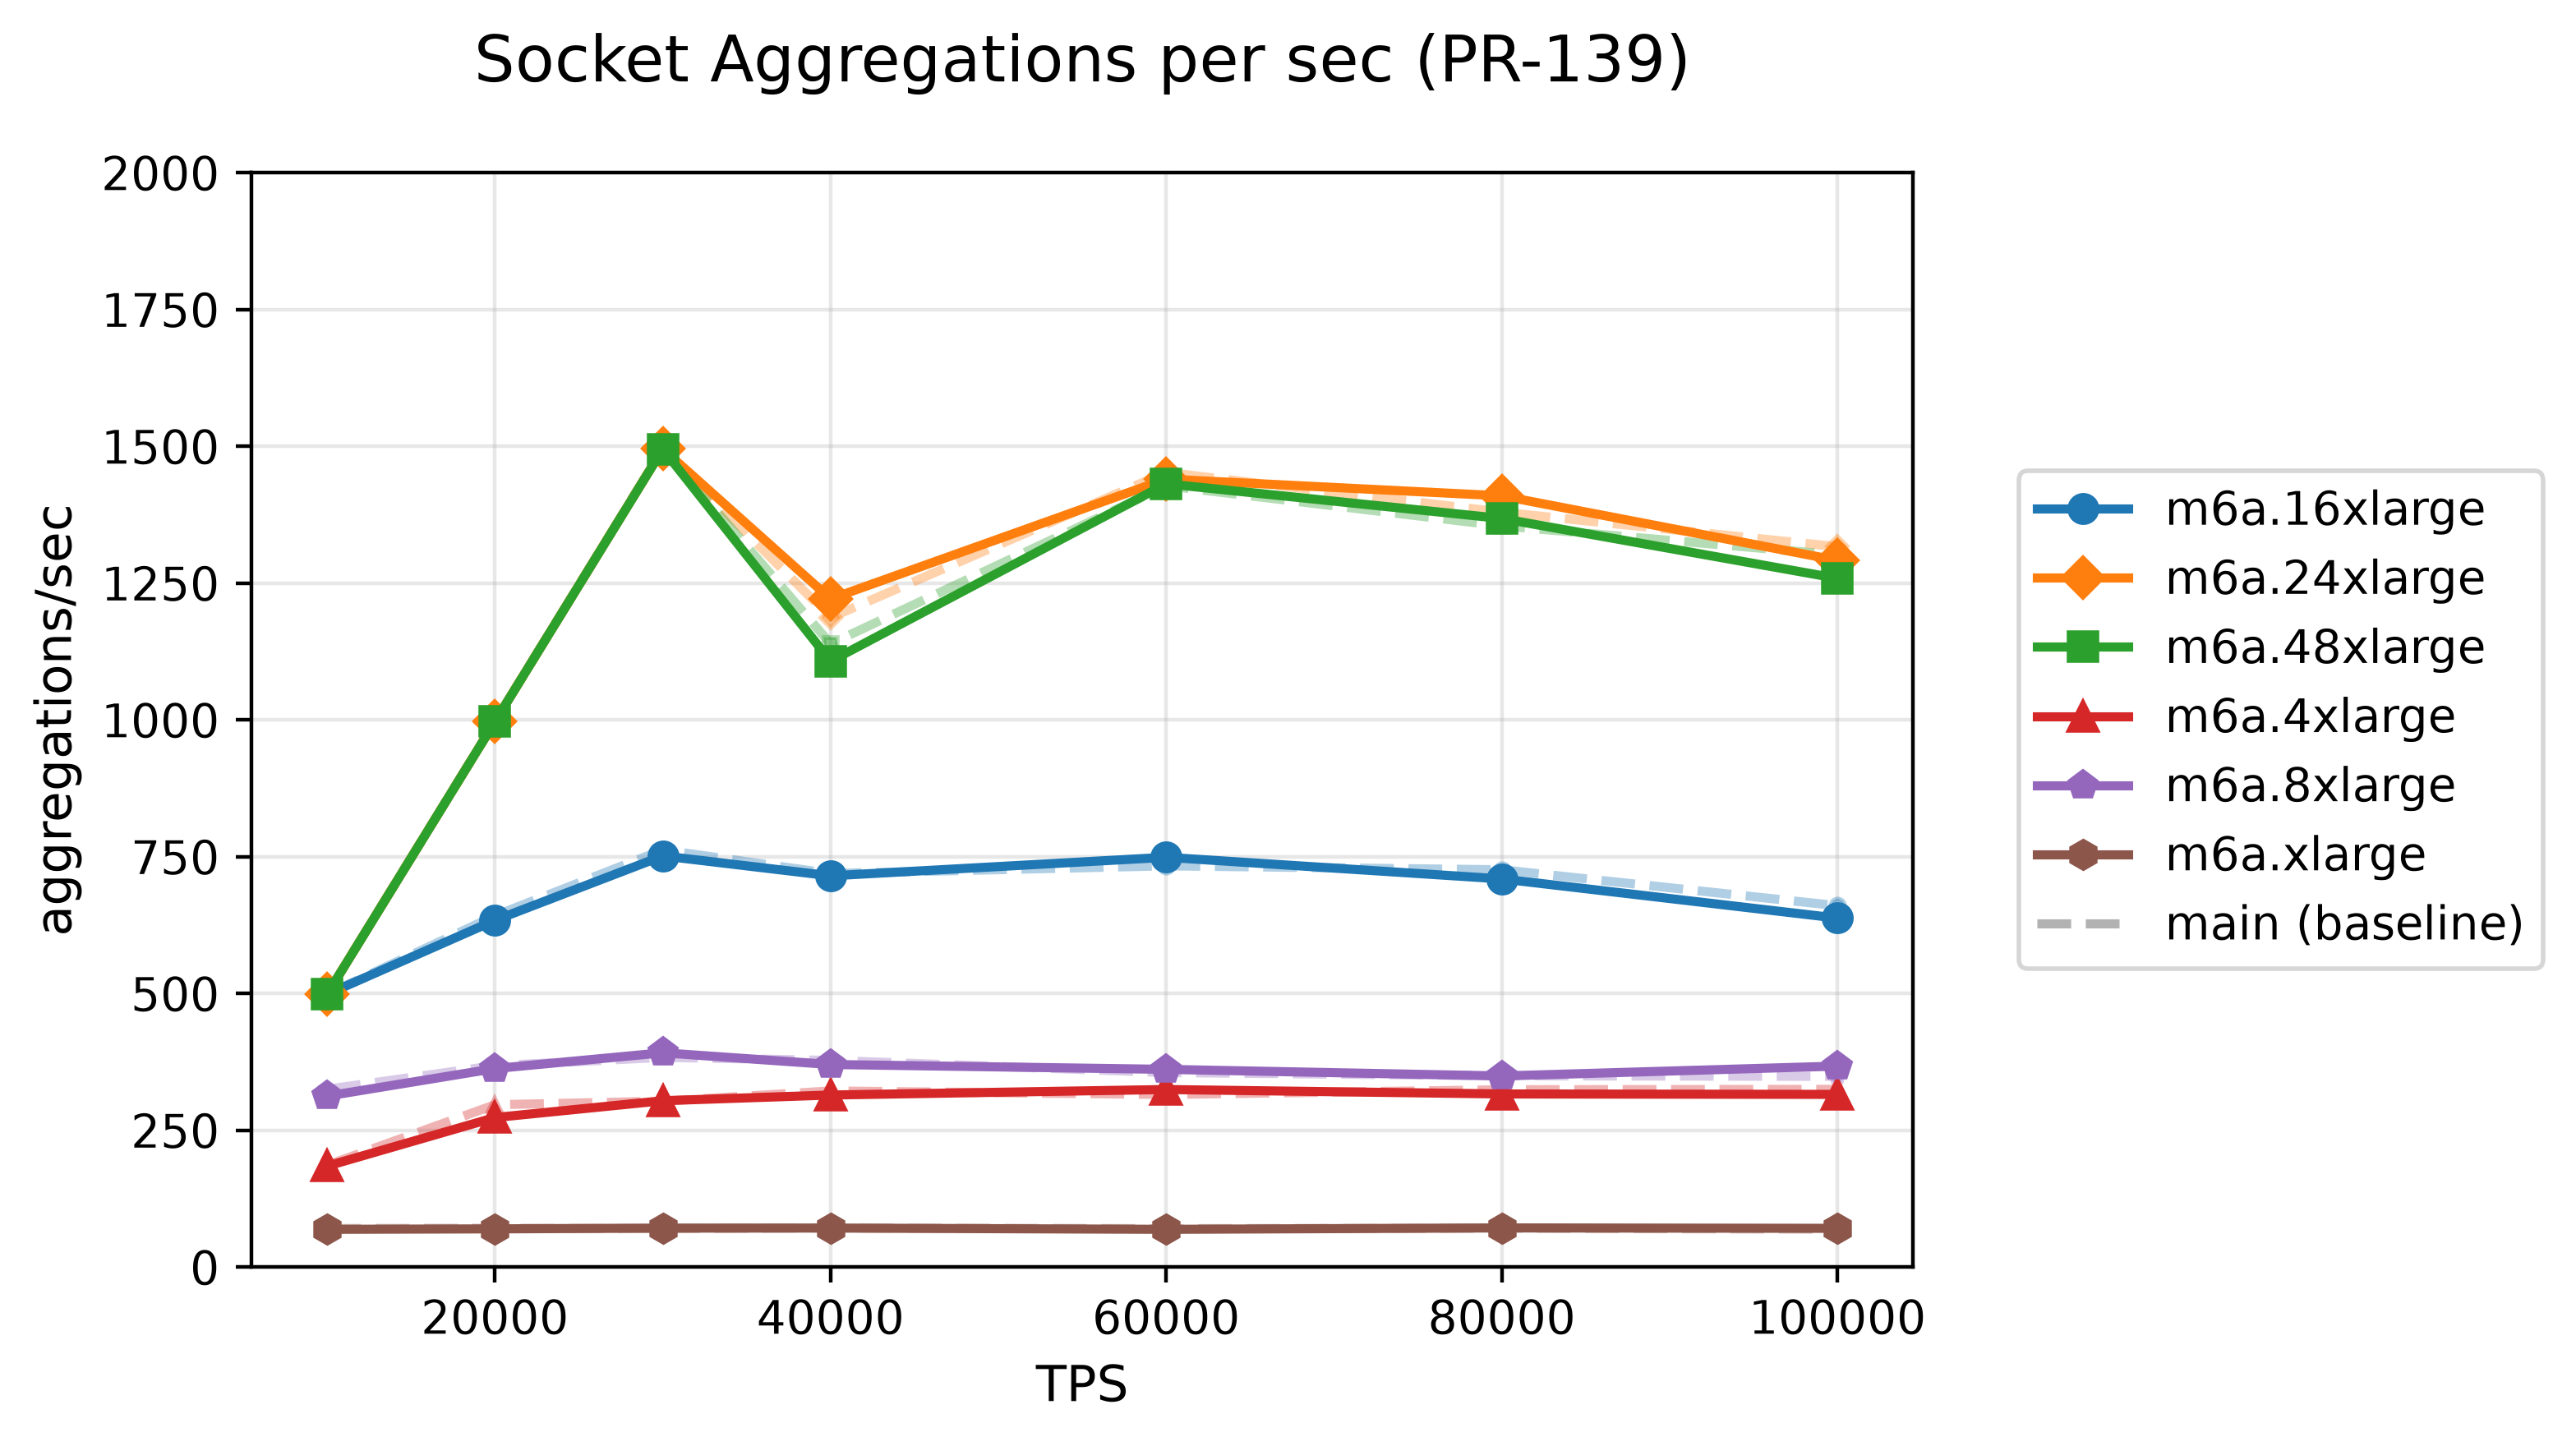 Socket Aggregations per sec (PR-139)
2000
1750
1500
1250
1000
750
500
250
0
aggregations/sec
20000 40000 60000 80000 100000
TPS
m6a.16xlarge
m6a.24xlarge
m6a.48xlarge
m6a.4xlarge
m6a.8xlarge
m6a.xlarge
main (baseline)